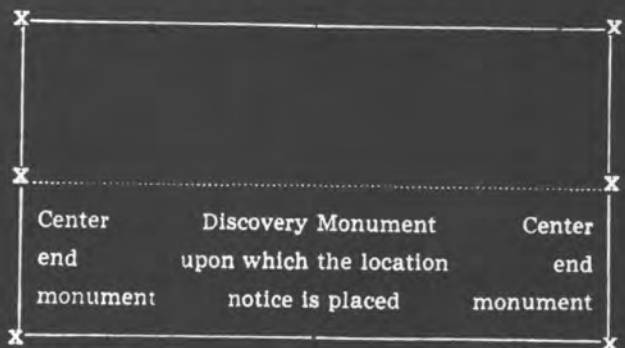 X X
X X
Center Discovery Monument Center
end upon which the location end
monument notice is placed monument
X X